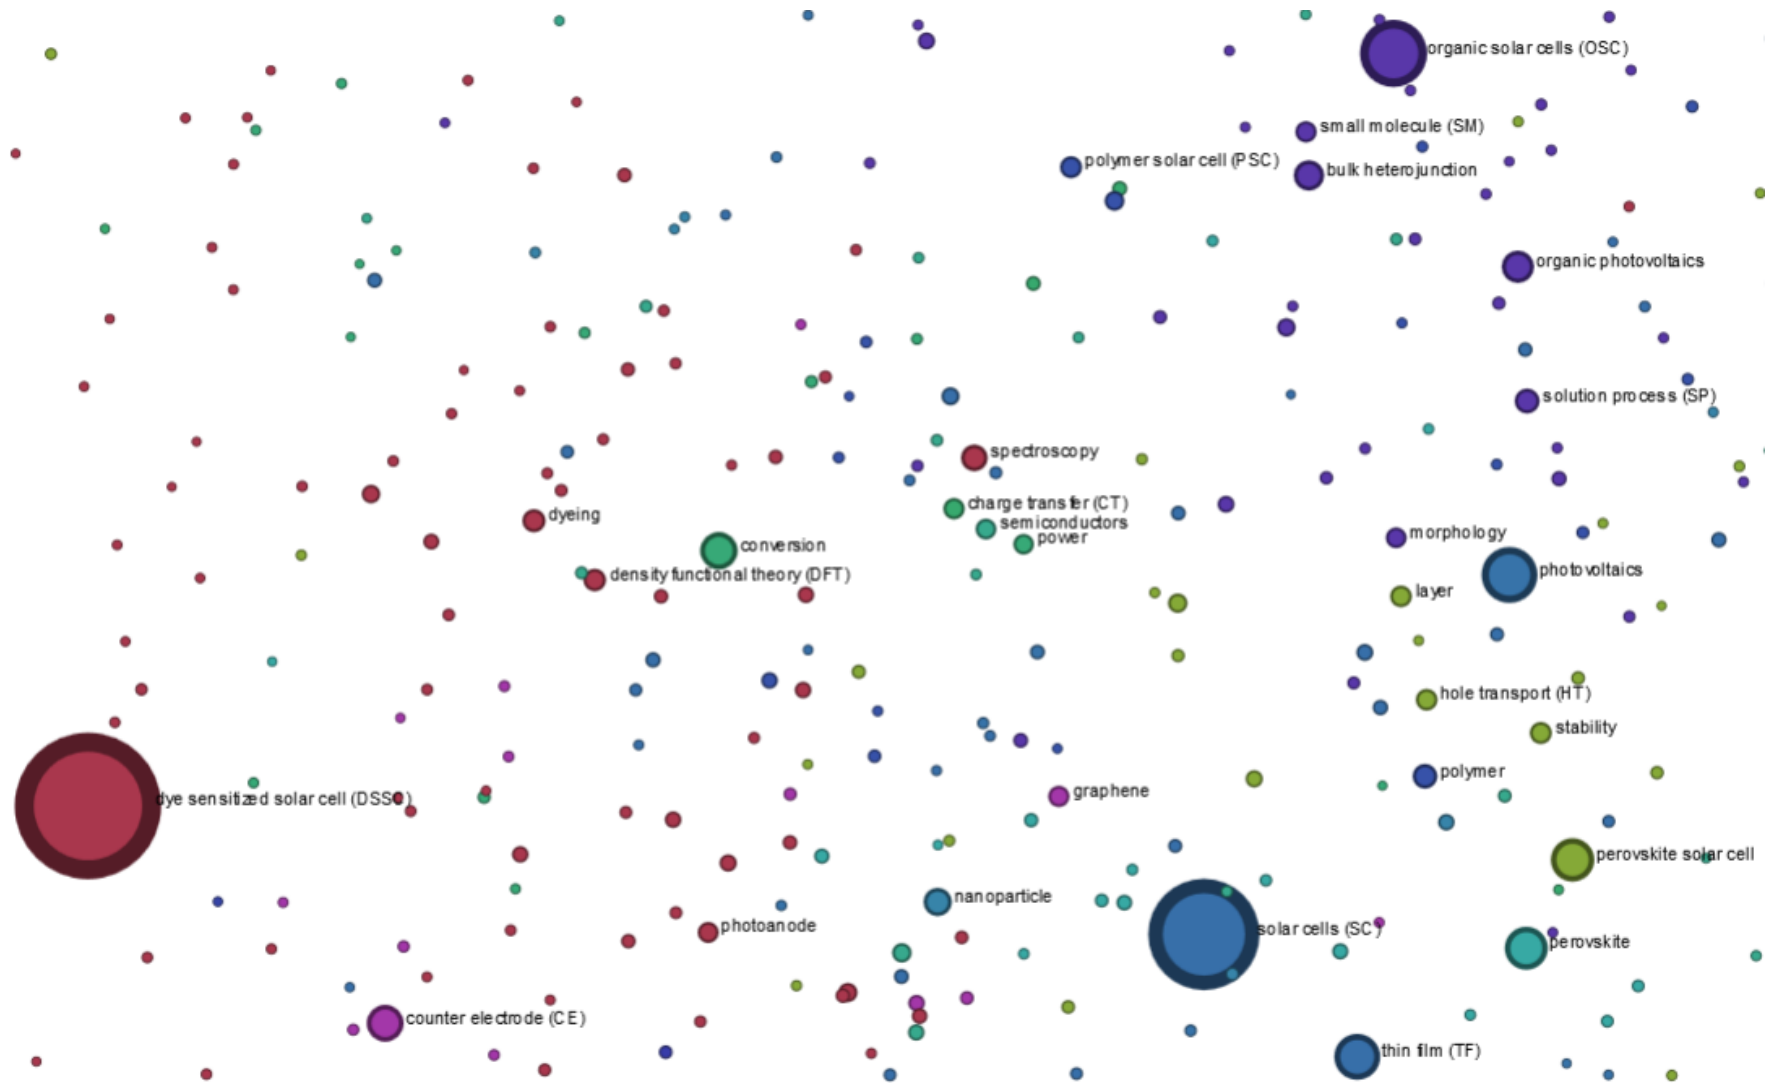 organic solar cells (OSC)
small molecule (SM)
polymer solar cell (PSC)
bulk heterojunction
organic photovoltaics
solution process (SP)
spectroscopy
charge transfer (CT)
dyeing
semiconductors
morphology
power
conversion
photovoltaics
density functional theory (DFT)
layer
hole transport (HT)
stability
polymer
graphene
dye sensitized solar cell (DSSC)
perovskite solar cell
nanoparticle
photoanode
solar cells (SC)
perovskite
counter electrode (CE)
thin film (TF)